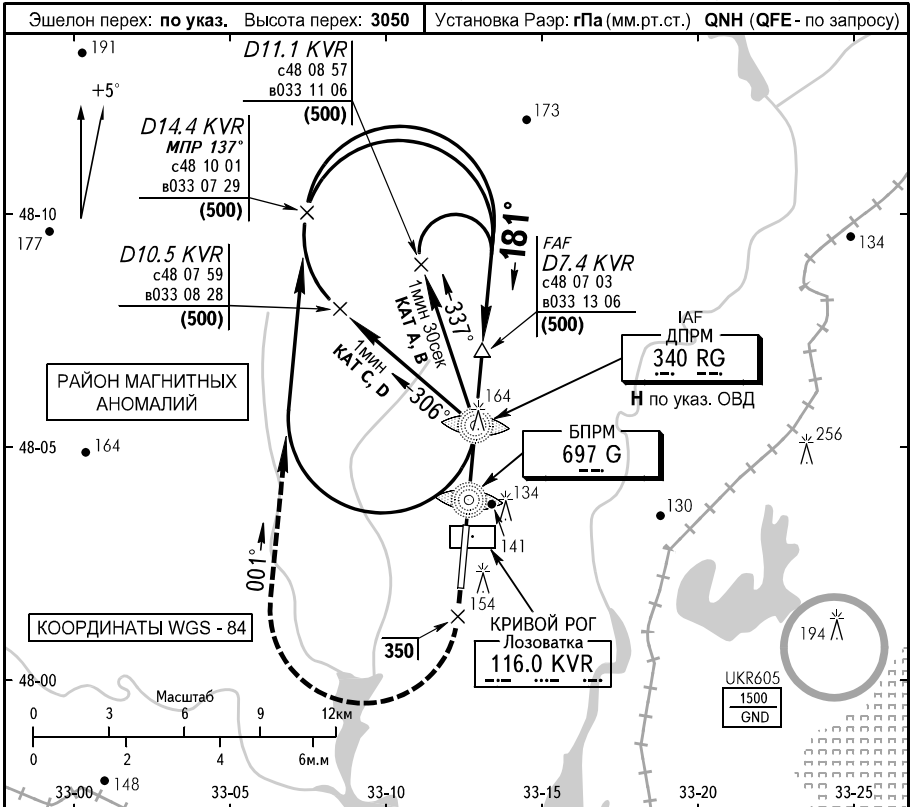 Эшелон перех: по указ. Высота перех: 3050
Установка Раэр: гПа (мм.рт.ст.) QNH (QFE - по запросу)
191
+5°
D11.1 KVR
с48 08 57
в033 11 06
(500)
173
D14.4 KVR
МПР 137°
с48 10 01
в033 07 29
(500)
48-10
177
181°
134
D10.5 KVR
с48 07 59
в033 08 28
(500)
FAF
D7.4 KVR
с48 07 03
в033 13 06
(500)
337°
1мин 30сек
КАТ A, B
1мин
КАТ C, D
306°
IAF
ДПРМ
340 RG
Н по указ. ОВД
РАЙОН МАГНИТНЫХ
АНОМАЛИЙ
164
БПРМ
697 G
48-05
164
256
134
130
141
001°
154
КООРДИНАТЫ WGS - 84
350
КРИВОЙ РОГ
Лозоватка
116.0 KVR
194
48-00
UKR605
1500
GND
Масштаб
0 3 6 9 12км
0 2 4 6м.м
148
33-00 33-05 33-10 33-15 33-20 33-25